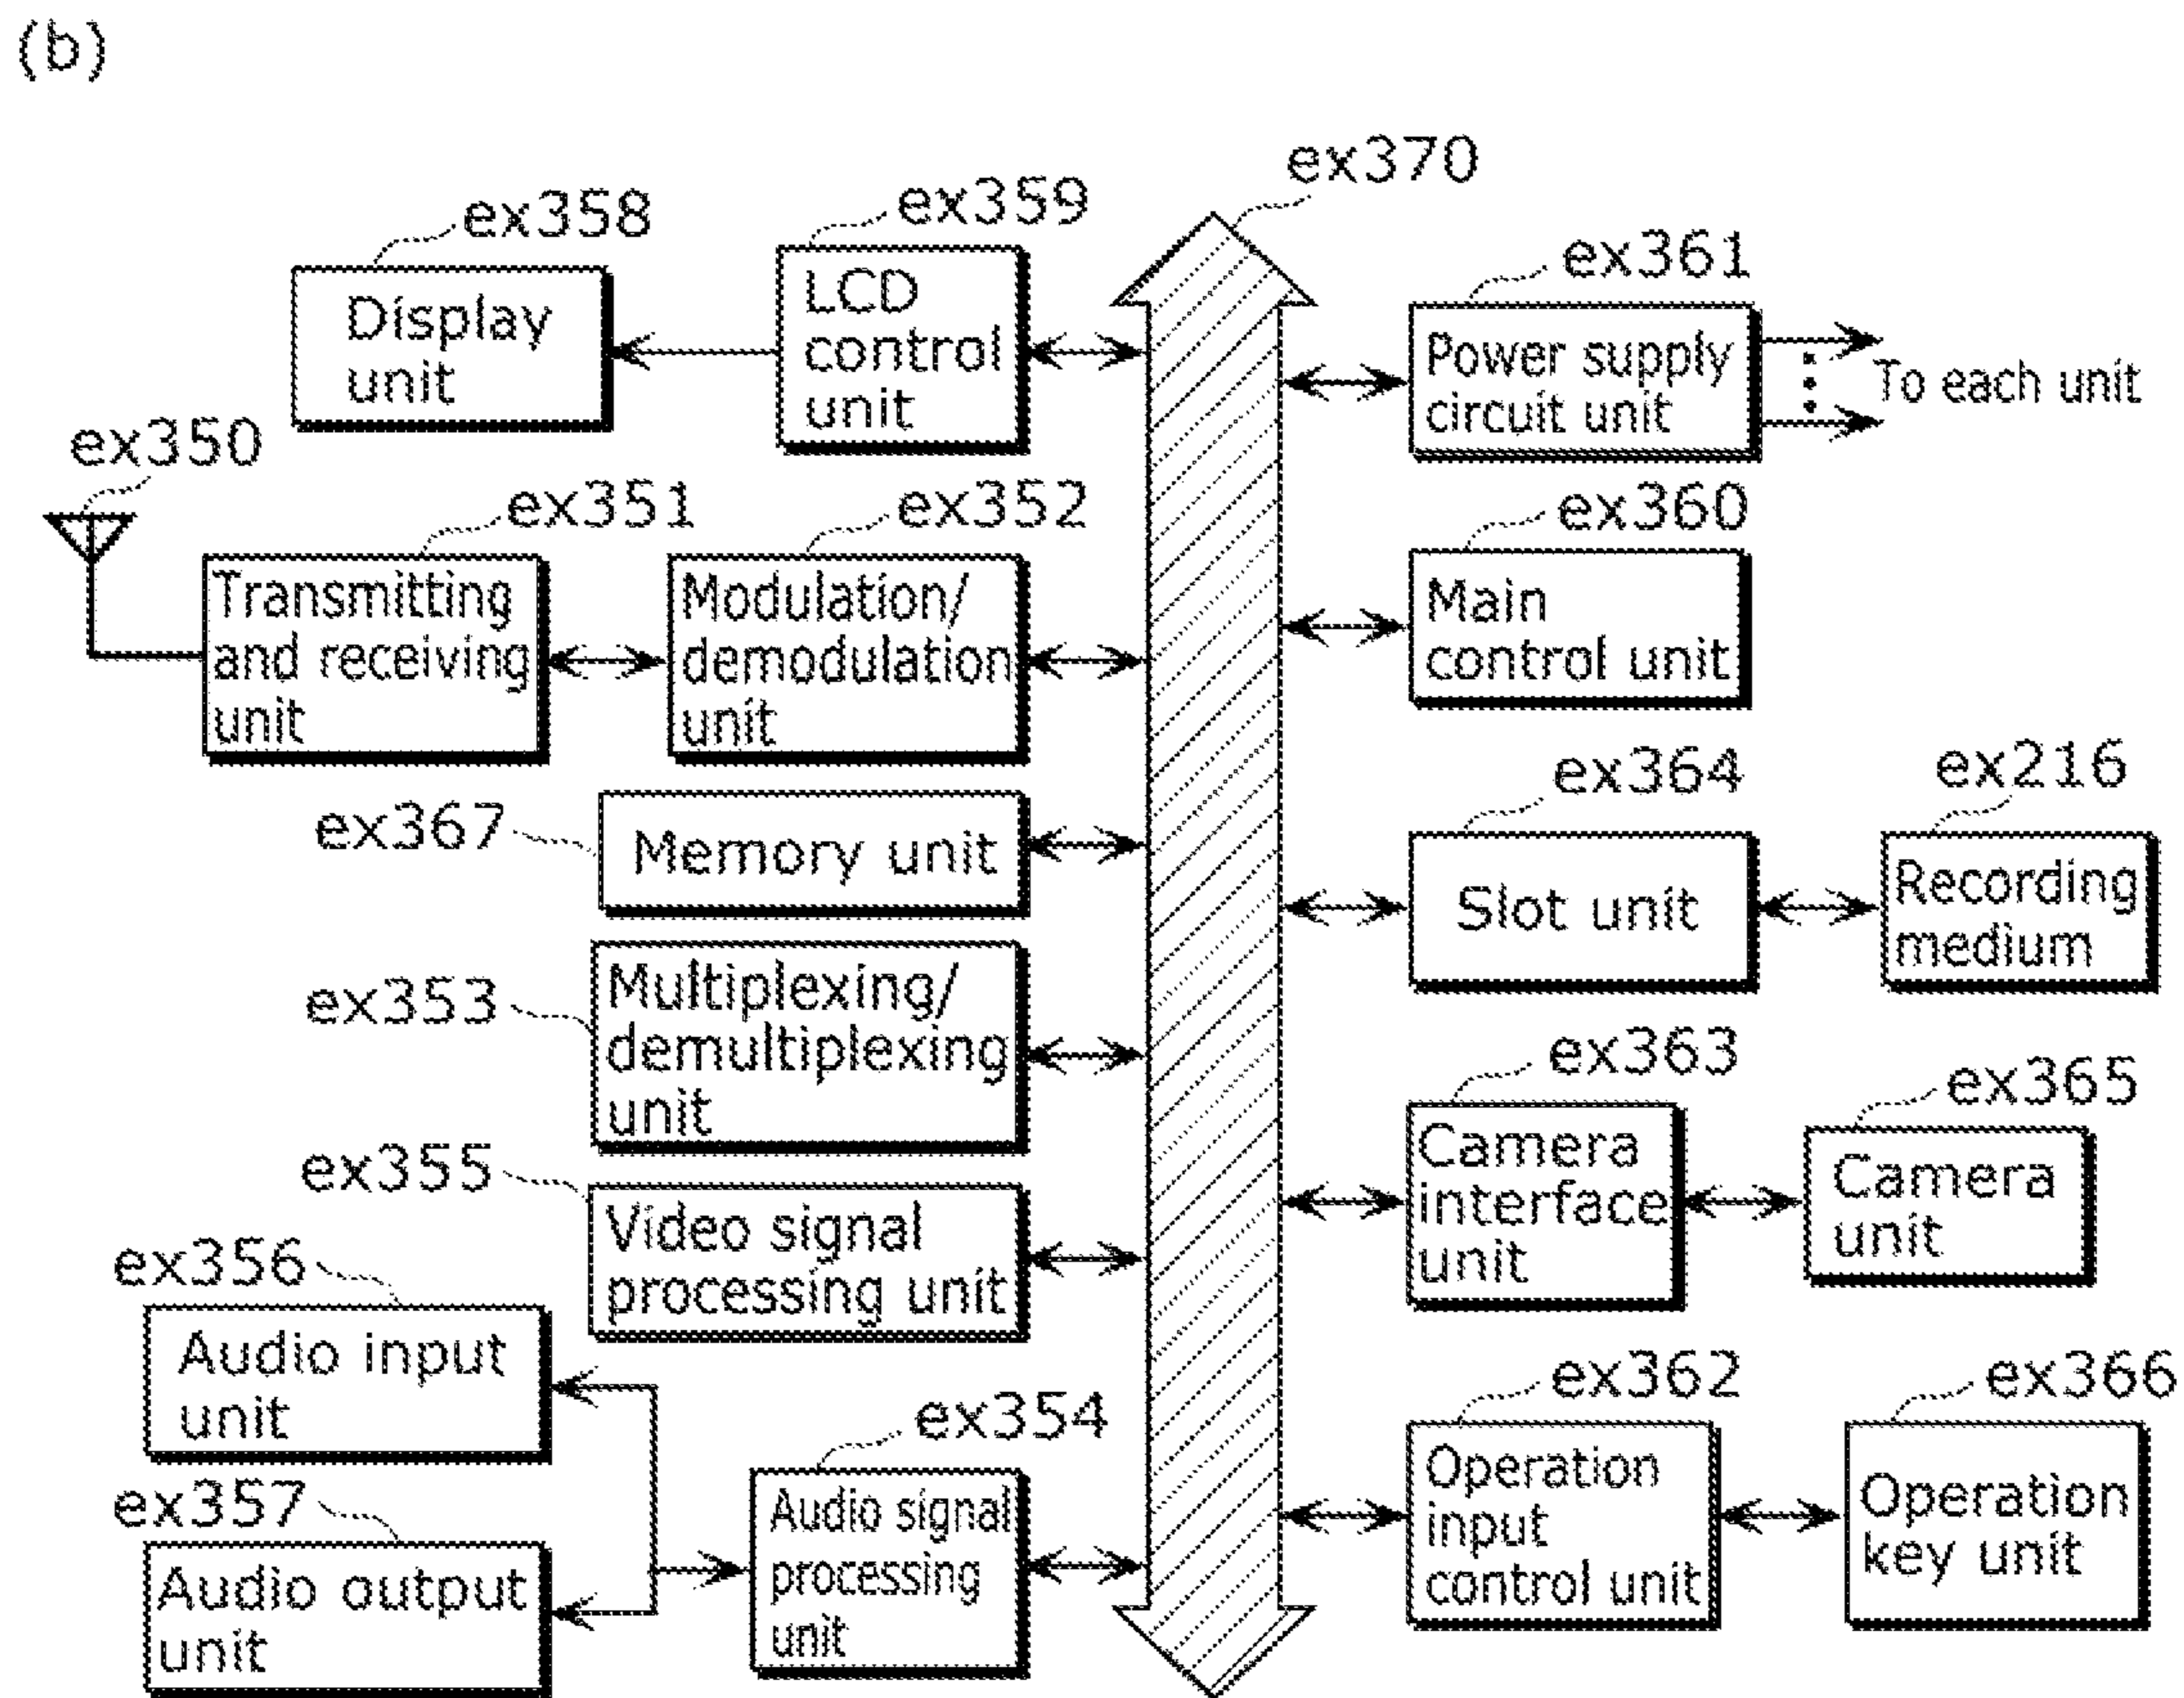 (b)
ex370
ex358
ex359
ex361
Display
unit
LCD
control
unit
Power supply
circuit unit
To each unit
ex350
ex351
ex352
ex360
Transmitting
and receiving
unit
Modulation/
demodulation
unit
Main
control unit
ex367
Memory unit
ex364
ex216
Slot unit
Recording
medium
ex353
Multiplexing/
demultiplexing
unit
ex363
ex365
Camera
interface
unit
Camera
unit
ex355
Video signal
processing unit
ex356
Audio input
unit
ex354
ex362
ex366
ex357
Audio output
unit
Audio signal
processing
unit
Operation
input
control unit
Operation
key unit